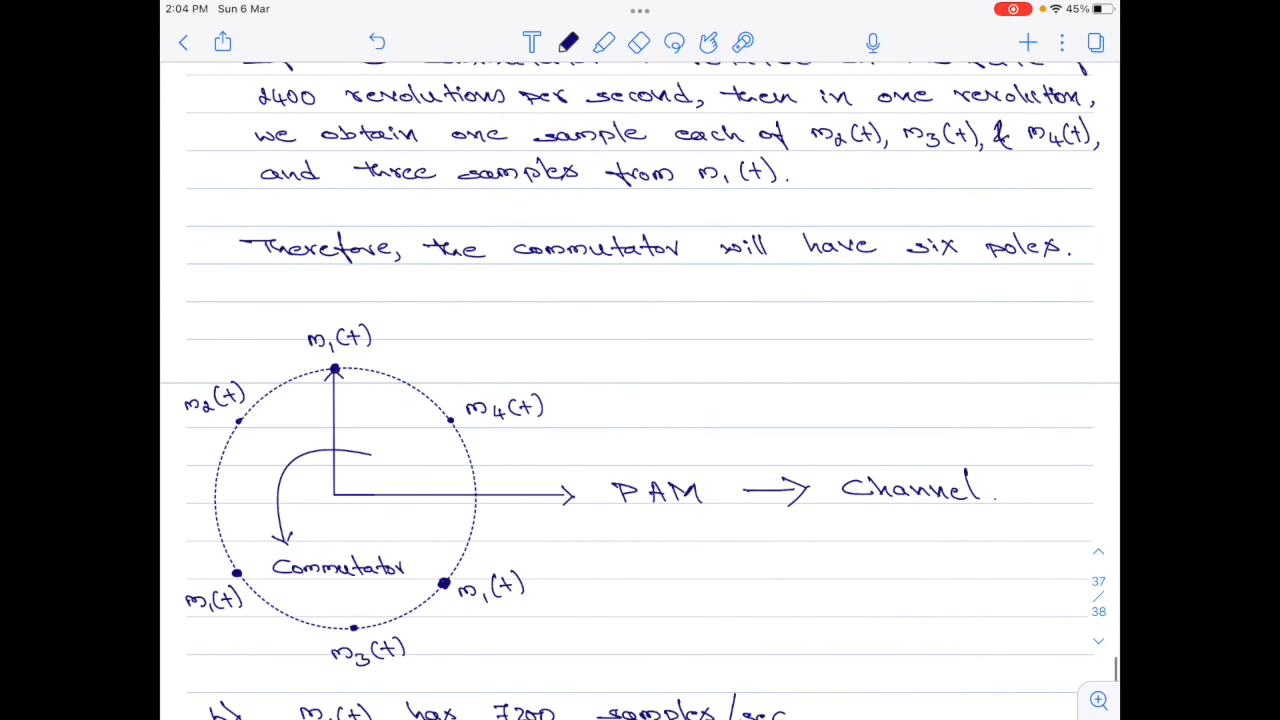 2:04 PM Sun 6 Mar
45%
T
2400 revolutions per second, then in one revolution,
we obtain one sample each of m2(t), m3(t), & m4(t),
and three samples from m1(t).
Therefore, the commutator will have six poles.
m1(t)
m2(t)
m4(t)
PAM → Channel.
Commutator
m1(t)
m1(t)
m3(t)
37
/
38
b) m1(t) has 7200 samples/sec